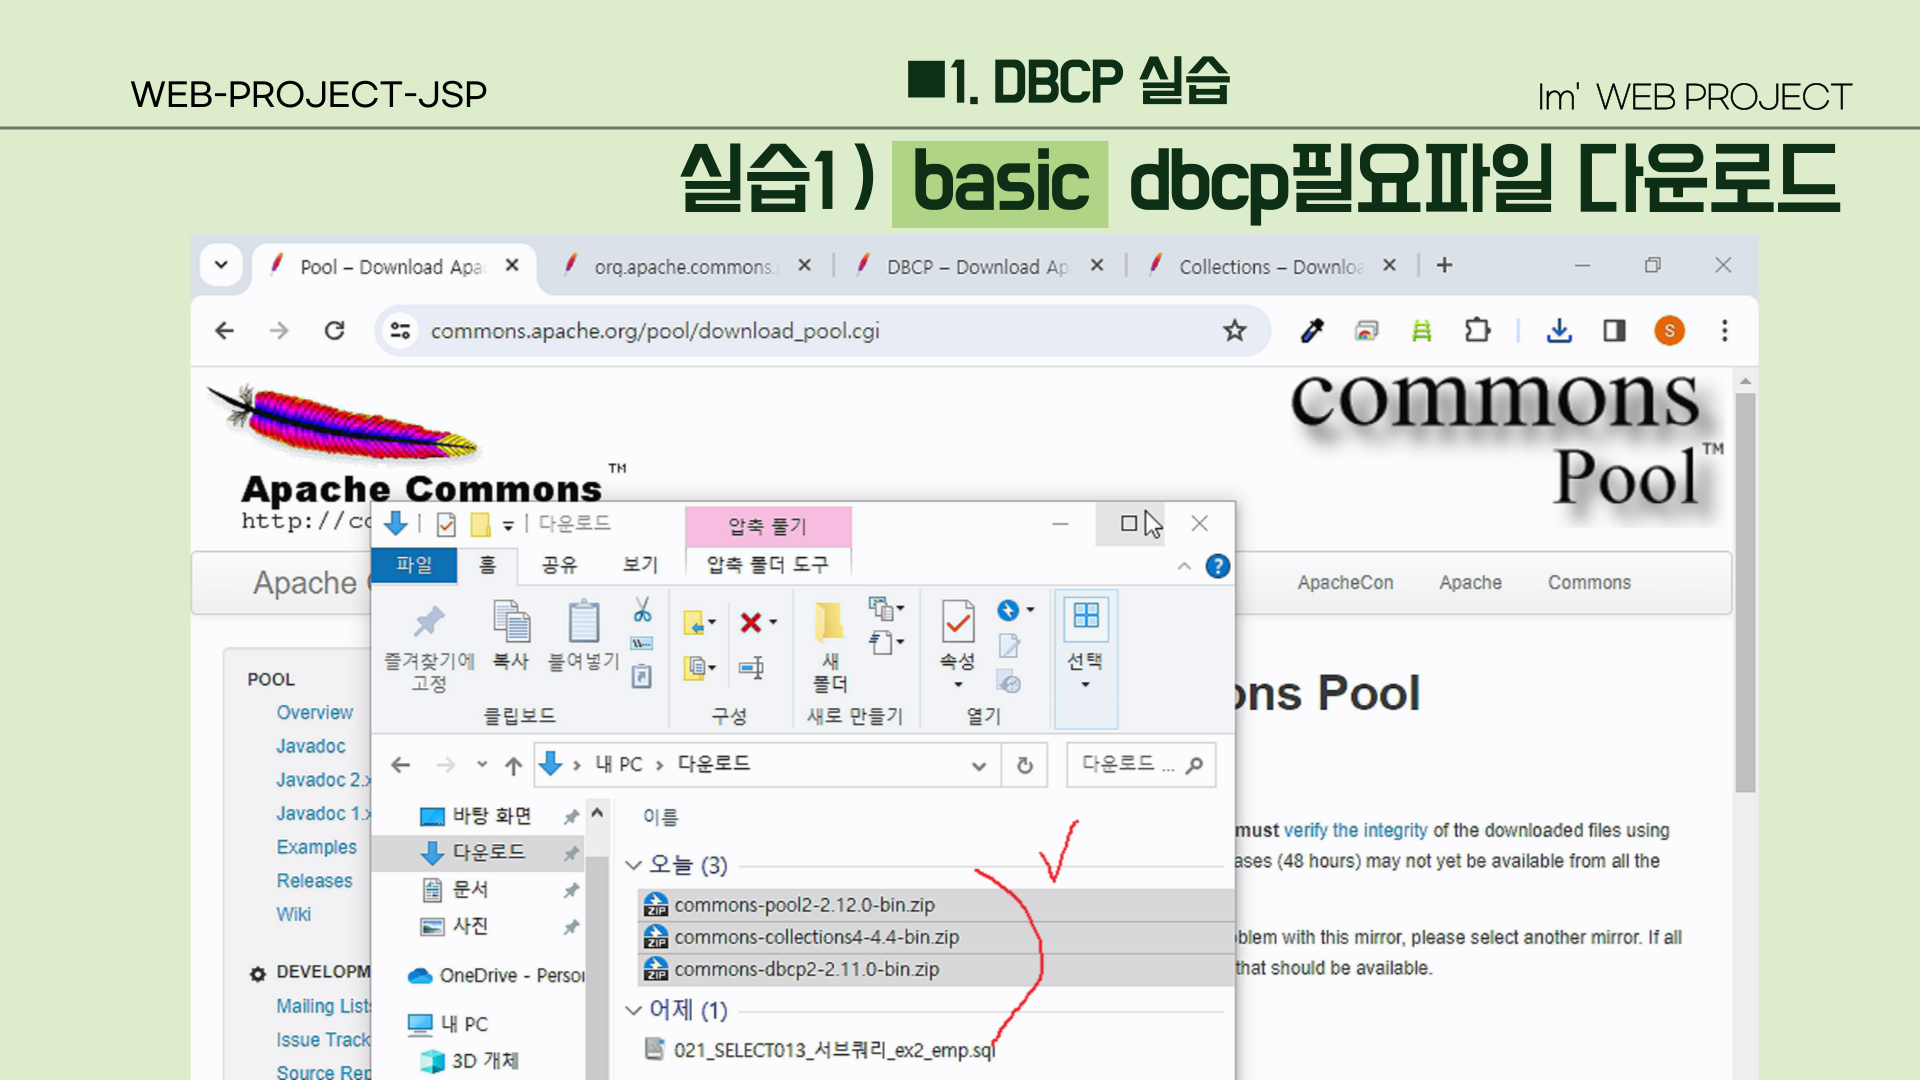 WEB-PROJECT-JSP
■1. DBCP 실습
Im' WEB PROJECT
실습1) basic dbcp필요파일 다운로드
Pool – Download Apa
org.apache.commons.
DBCP – Download Ap
Collections – Downloa
commons.apache.org/pool/download_pool.cgi
S
Apache Commons™
http://co
commons
Pool™
다운로드
압축 풀기
파일
홈
공유
보기
압축 폴더 도구
Apache
ApacheCon
Apache
Commons
즐겨찾기에
고정
복사
붙여넣기
새
폴더
속성
선택
클립보드
구성
새로 만들기
열기
POOL
Overview
Javadoc
Javadoc 2.x
Javadoc 1.x
Examples
Releases
Wiki
DEVELOPM
Mailing Lists
Issue Track
Source Rep
내 PC › 다운로드
다운로드 ...
바탕 화면
다운로드
문서
사진
OneDrive - Person
내 PC
3D 개체
이름
오늘 (3)
commons-pool2-2.12.0-bin.zip
commons-collections4-4.4-bin.zip
commons-dbcp2-2.11.0-bin.zip
어제 (1)
021_SELECT013_서브쿼리_ex2_emp.sql
ons Pool
must verify the integrity of the downloaded files using
ases (48 hours) may not yet be available from all the
blem with this mirror, please select another mirror. If all
that should be available.